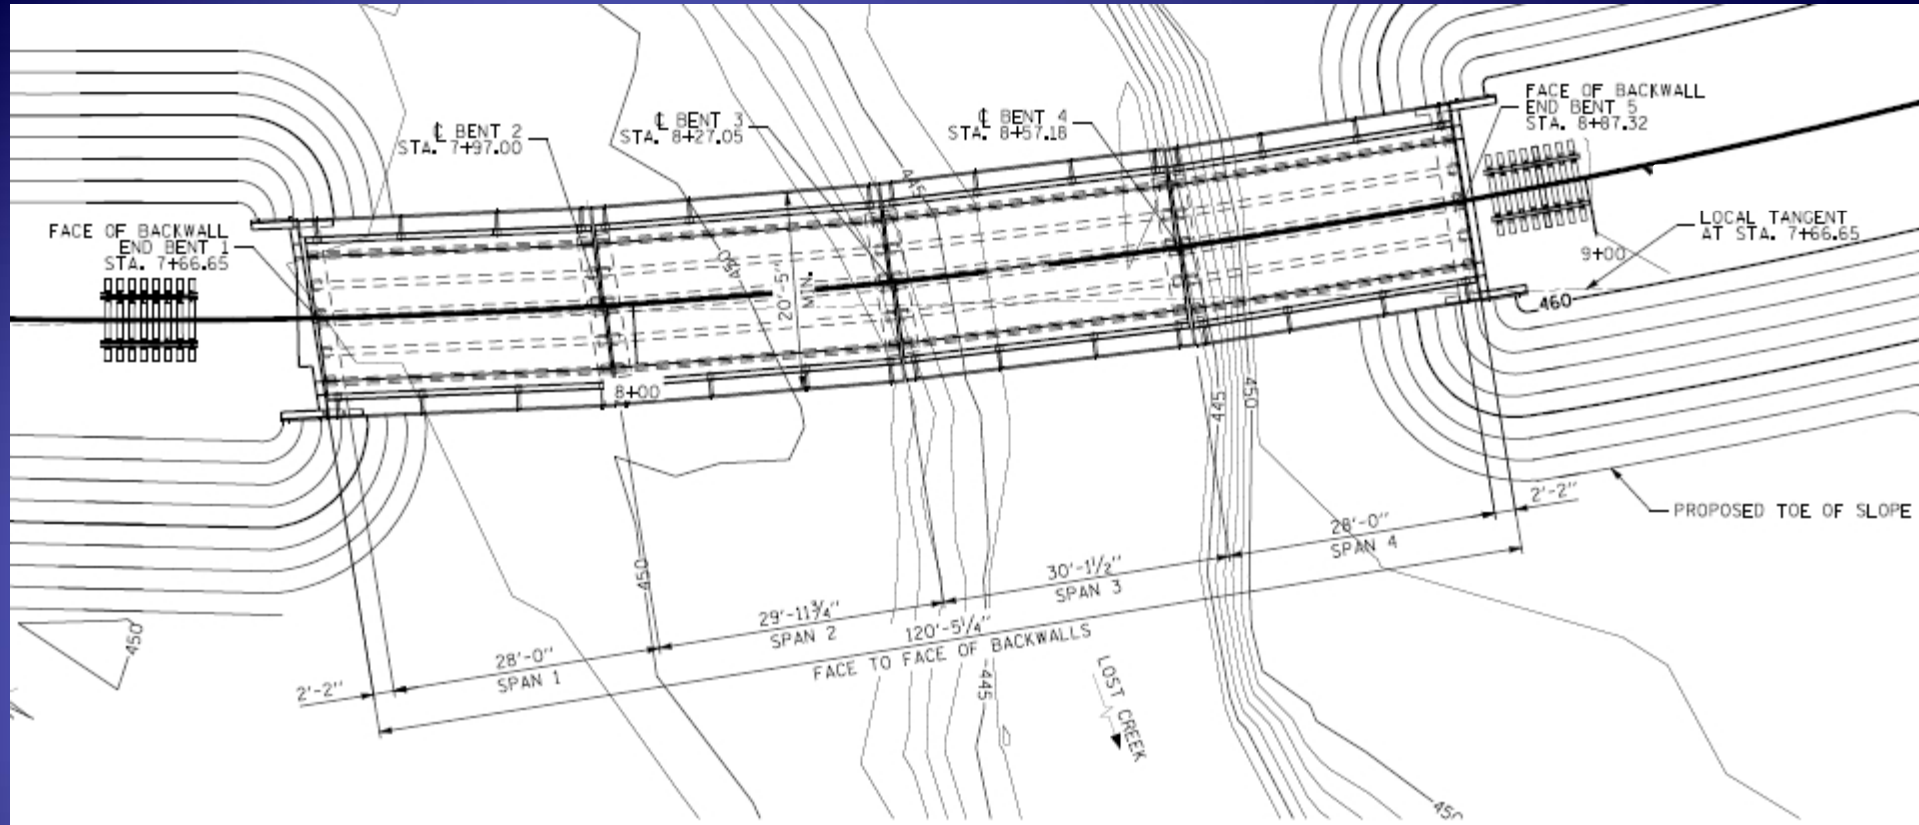 ℄ BENT 2
STA. 7+97.00
℄ BENT 3
STA. 8+27.05
℄ BENT 4
STA. 8+57.18
FACE OF BACKWALL
END BENT 5
STA. 8+87.32
FACE OF BACKWALL
END BENT 1
STA. 7+66.65
LOCAL TANGENT
AT STA. 7+66.65
9+00
460
445
450
20'-5"
MIN.
8+00
445
450
2'-2"
PROPOSED TOE OF SLOPE
28'-0"
SPAN 4
30'-1½"
SPAN 3
29'-11¾"
SPAN 2
120'-5¼"
FACE TO FACE OF BACKWALLS
28'-0"
SPAN 1
2'-2"
450
450
445
LOST CREEK
450